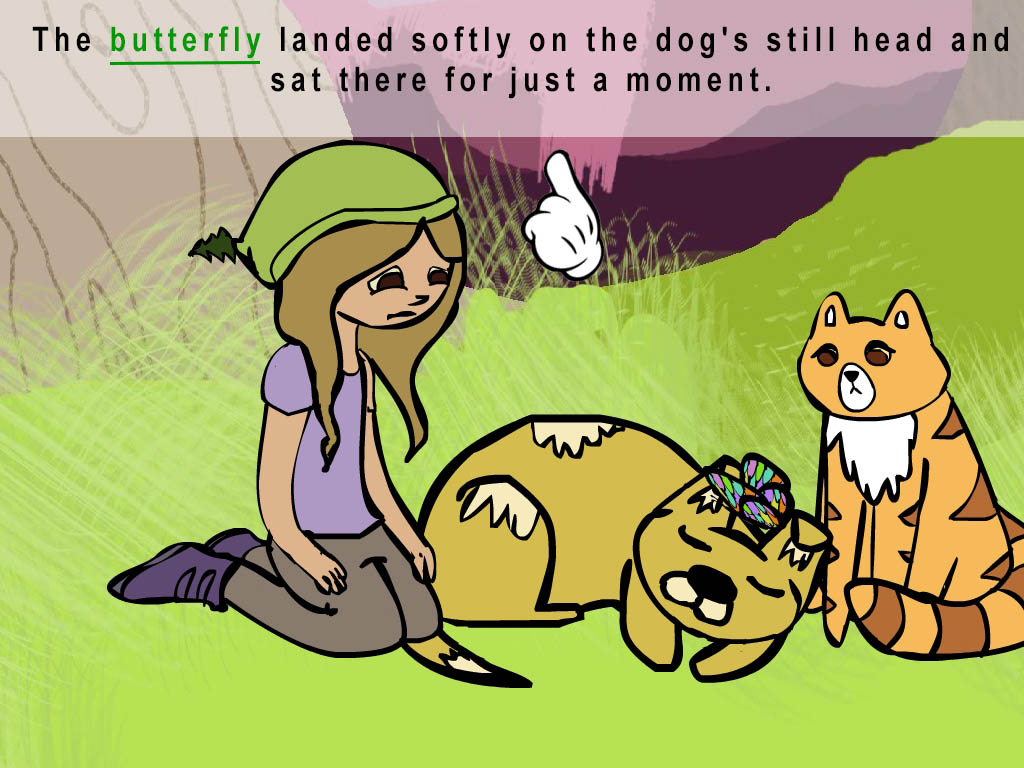 The butterfly landed softly on the dog's still head and
sat there for just a moment.